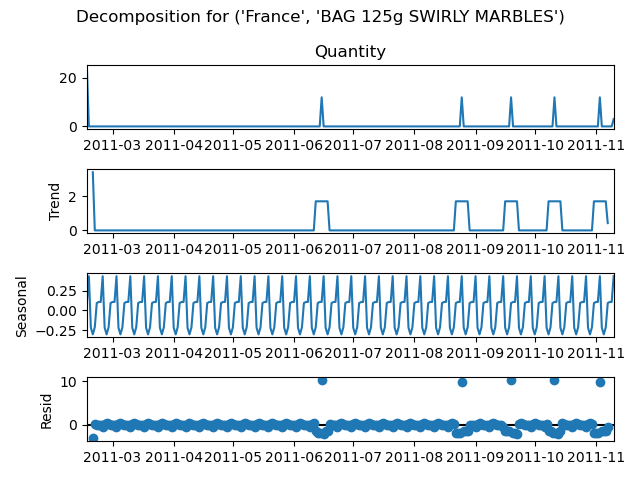 Decomposition for ('France', 'BAG 125g SWIRLY MARBLES')
Quantity
20
0
2011-03 2011-04 2011-05 2011-06 2011-07 2011-08 2011-09 2011-10 2011-11
Trend
2
0
2011-03 2011-04 2011-05 2011-06 2011-07 2011-08 2011-09 2011-10 2011-11
Seasonal
0.25
0.00
−0.25
2011-03 2011-04 2011-05 2011-06 2011-07 2011-08 2011-09 2011-10 2011-11
Resid
10
0
2011-03 2011-04 2011-05 2011-06 2011-07 2011-08 2011-09 2011-10 2011-11